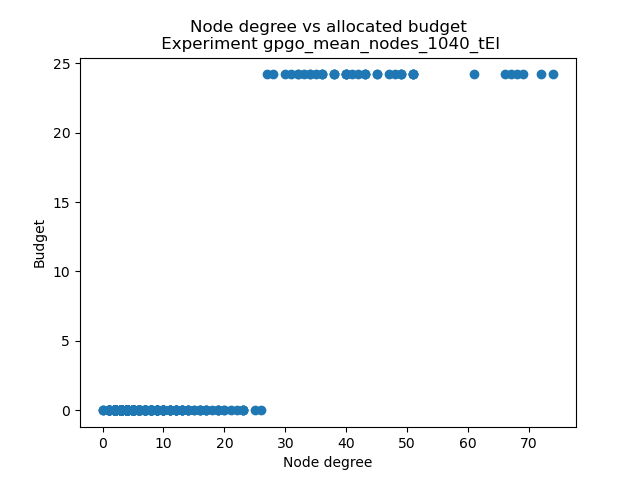 Node degree vs allocated budget
Experiment gpgo_mean_nodes_1040_tEI
25
20
15
10
5
0
Budget
0 10 20 30 40 50 60 70
Node degree